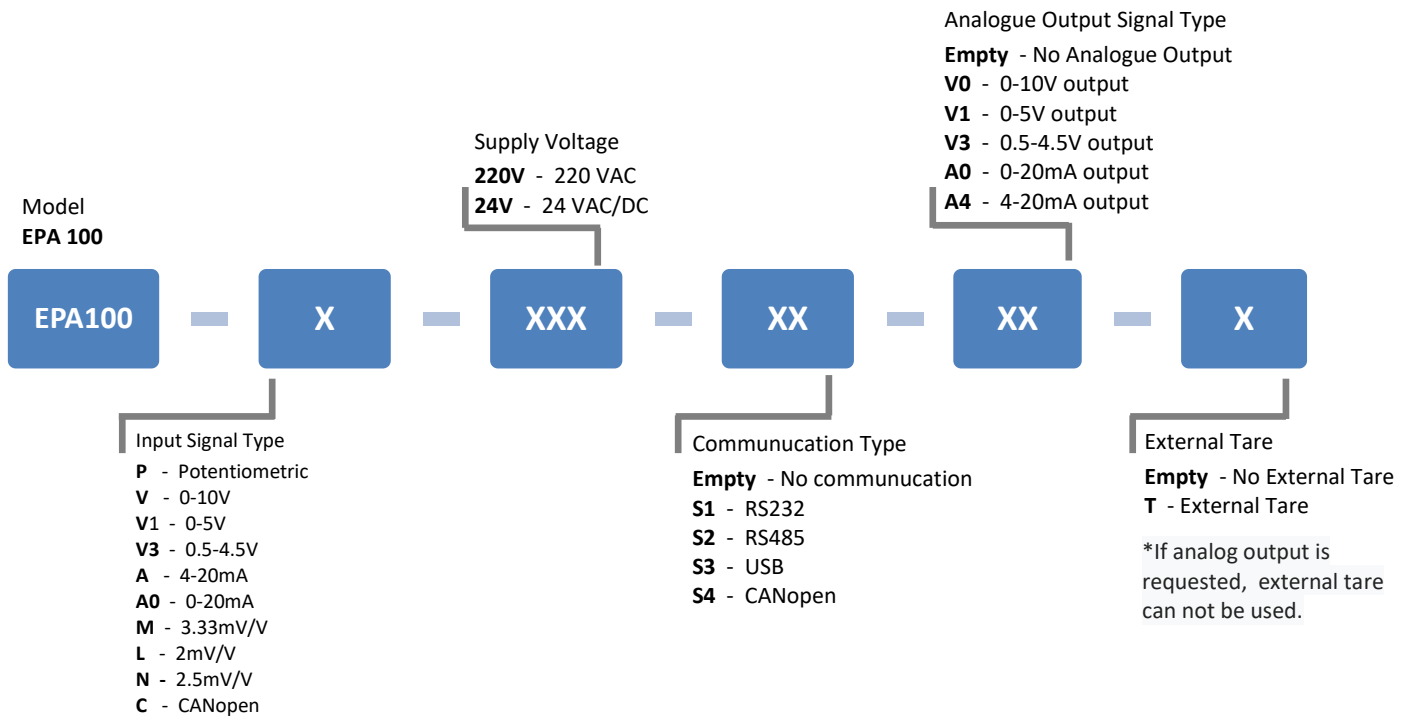 Model
EPA 100
Supply Voltage
220V - 220 VAC
24V - 24 VAC/DC
Analogue Output Signal Type
Empty - No Analogue Output
V0 - 0-10V output
V1 - 0-5V output
V3 - 0.5-4.5V output
A0 - 0-20mA output
A4 - 4-20mA output
EPA100 X XXX XX XX X
Input Signal Type
P - Potentiometric
V - 0-10V
V1 - 0-5V
V3 - 0.5-4.5V
A - 4-20mA
A0 - 0-20mA
M - 3.33mV/V
L - 2mV/V
N - 2.5mV/V
C - CANopen
Communucation Type
Empty - No communucation
S1 - RS232
S2 - RS485
S3 - USB
S4 - CANopen
External Tare
Empty - No External Tare
T - External Tare
*If analog output is
requested, external tare
can not be used.